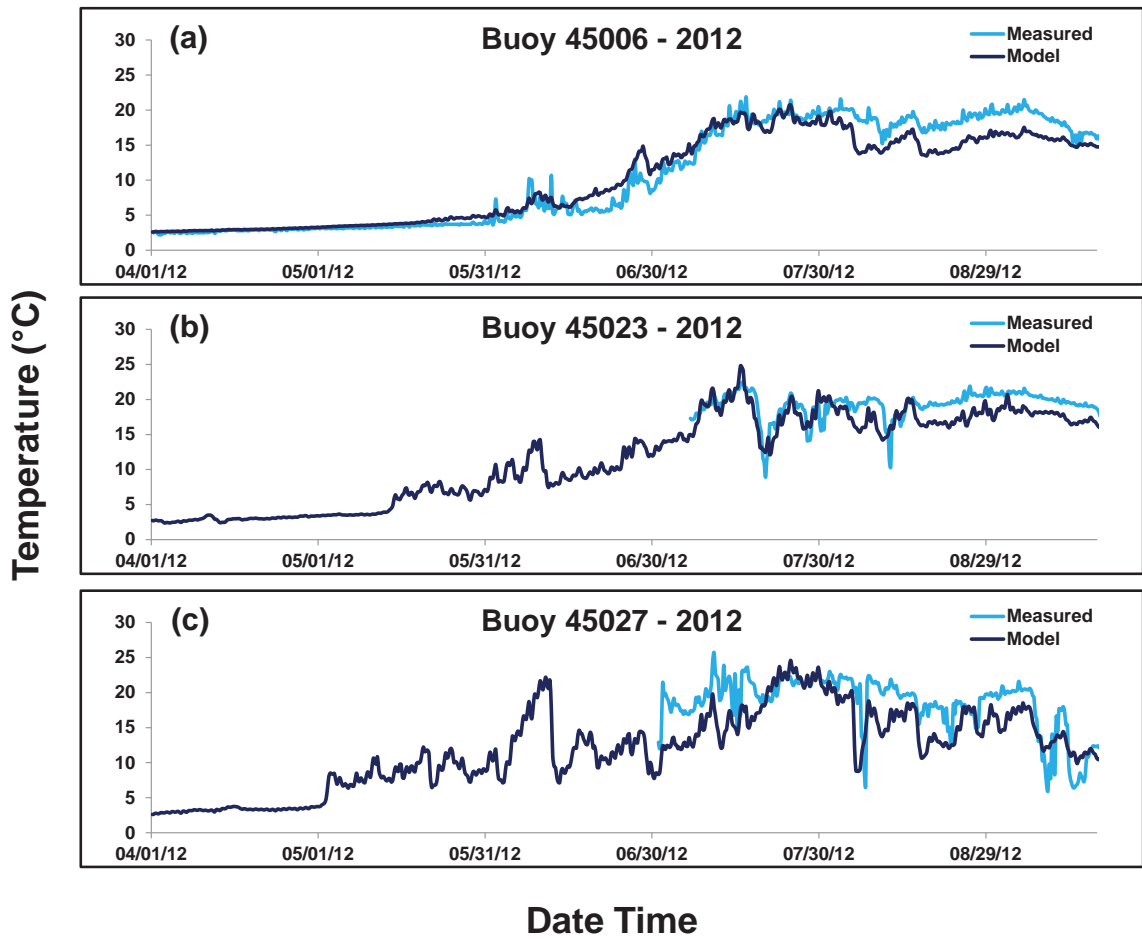 (a)
Buoy 45006 - 2012
Measured
Model
30
25
20
15
10
5
0
04/01/12 05/01/12 05/31/12 06/30/12 07/30/12 08/29/12
(b)
Buoy 45023 - 2012
Measured
Model
30
25
20
15
10
5
0
04/01/12 05/01/12 05/31/12 06/30/12 07/30/12 08/29/12
(c)
Buoy 45027 - 2012
Measured
Model
30
25
20
15
10
5
0
04/01/12 05/01/12 05/31/12 06/30/12 07/30/12 08/29/12
Temperature (°C)
Date Time